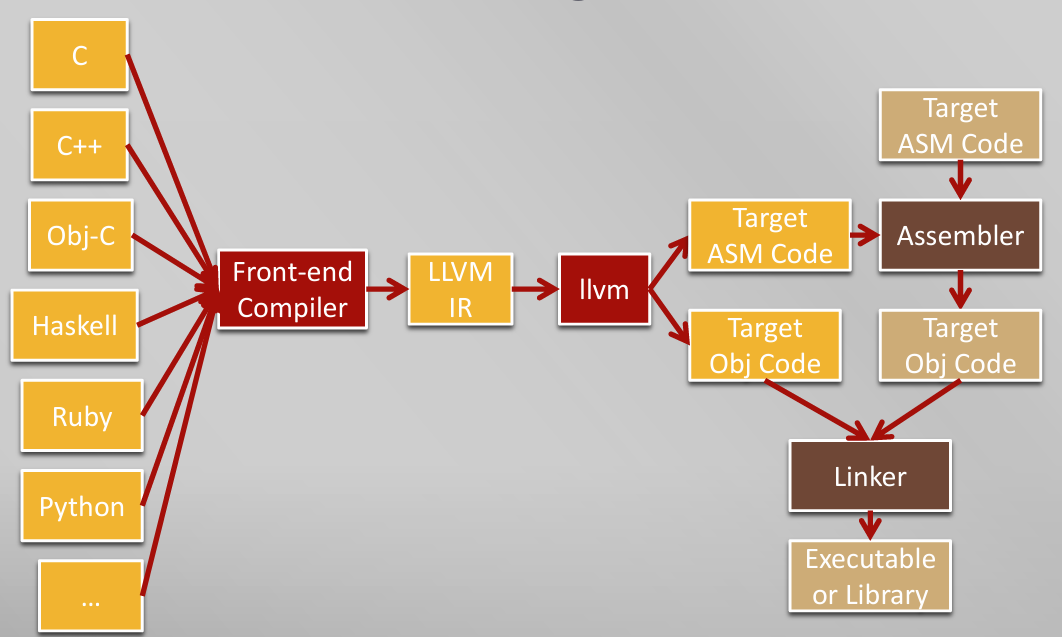 C
C++
Obj-C
Haskell
Ruby
Python
...
Front-end
Compiler
LLVM
IR
llvm
Target
ASM Code
Target
Obj Code
Target
ASM Code
Assembler
Target
Obj Code
Linker
Executable
or Library